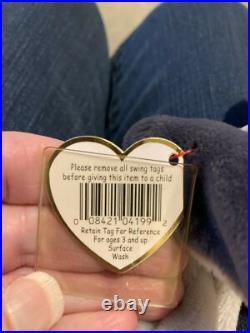 Please remove all swing tags
before giving this item to a child
0 08421 04199 2
Retain Tag For Reference
For ages 3 and up
Surface
Wash